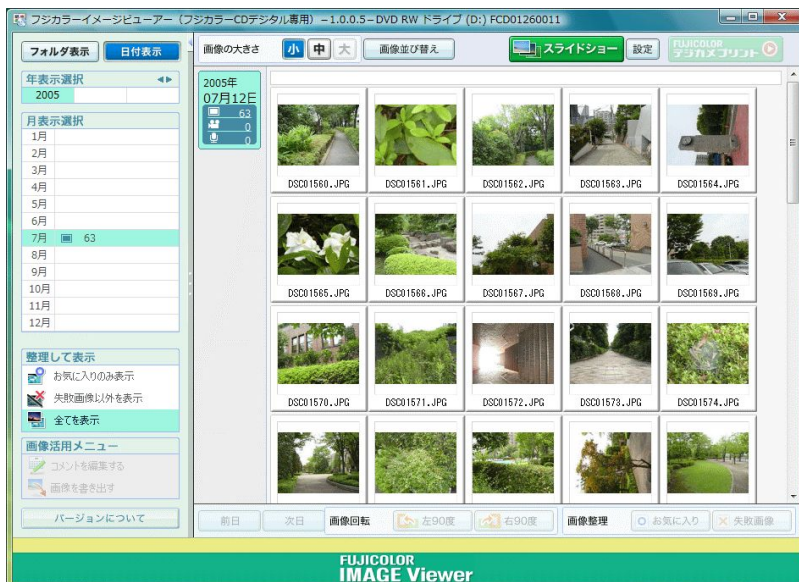 フジカラーイメージビューアー (フジカラーCDデジタル専用) -1.0.0.5-DVD RW ドライブ (D:) FCD01260011
フォルダ表示 日付表示
画像の大きさ 小 中 大 画像並び替え スライドショー 設定 FUJICOLOR デジカメプリント
年表示選択
2005
月表示選択
1月
2月
3月
4月
5月
6月
7月 63
8月
9月
10月
11月
12月
整理して表示
お気に入りのみ表示
失敗画像以外を表示
全てを表示
画像活用メニュー
コメントを編集する
画像を書き出す
バージョンについて
2005年
07月12日
63
0
0
DSC01560.JPG DSC01561.JPG DSC01562.JPG DSC01563.JPG DSC01564.JPG
DSC01565.JPG DSC01566.JPG DSC01567.JPG DSC01568.JPG DSC01569.JPG
DSC01570.JPG DSC01571.JPG DSC01572.JPG DSC01573.JPG DSC01574.JPG
前日 次日 画像回転 左90度 右90度 画像整理 お気に入り 失敗画像
FUJICOLOR
IMAGE Viewer